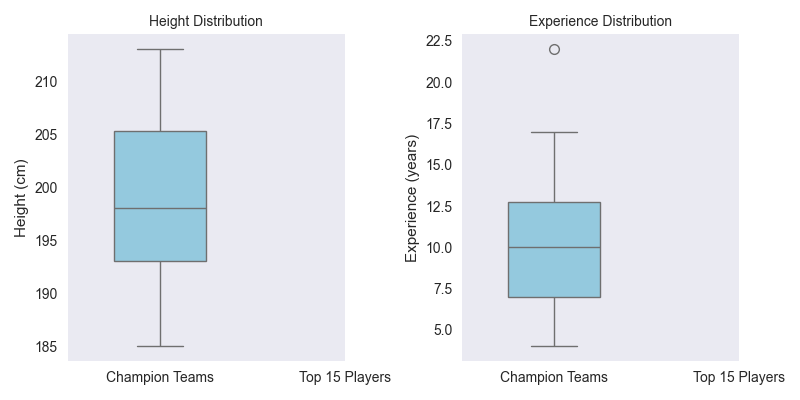 Height Distribution
Height (cm)
210
205
200
195
190
185
Champion Teams
Top 15 Players
Experience Distribution
Experience (years)
22.5
20.0
17.5
15.0
12.5
10.0
7.5
5.0
Champion Teams
Top 15 Players